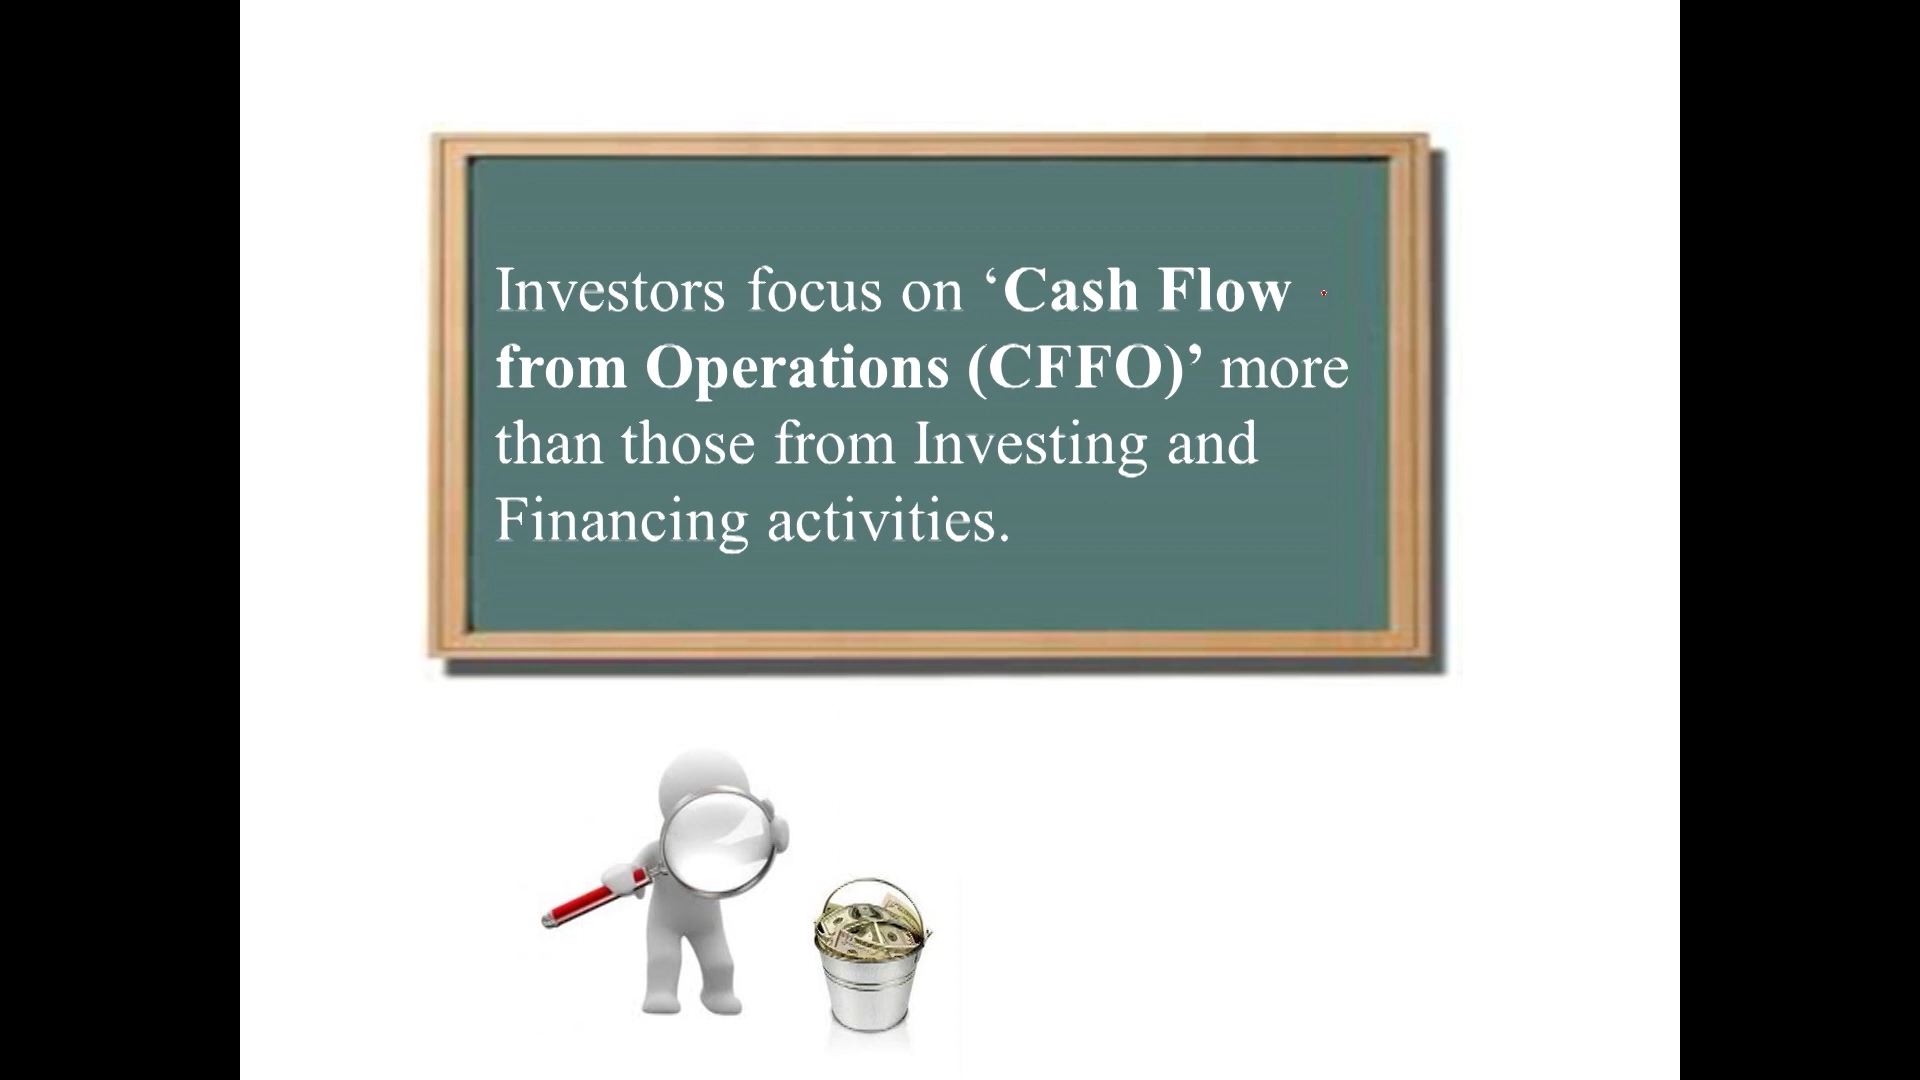 Investors focus on ‘Cash Flow
from Operations (CFFO)’ more
than those from Investing and
Financing activities.